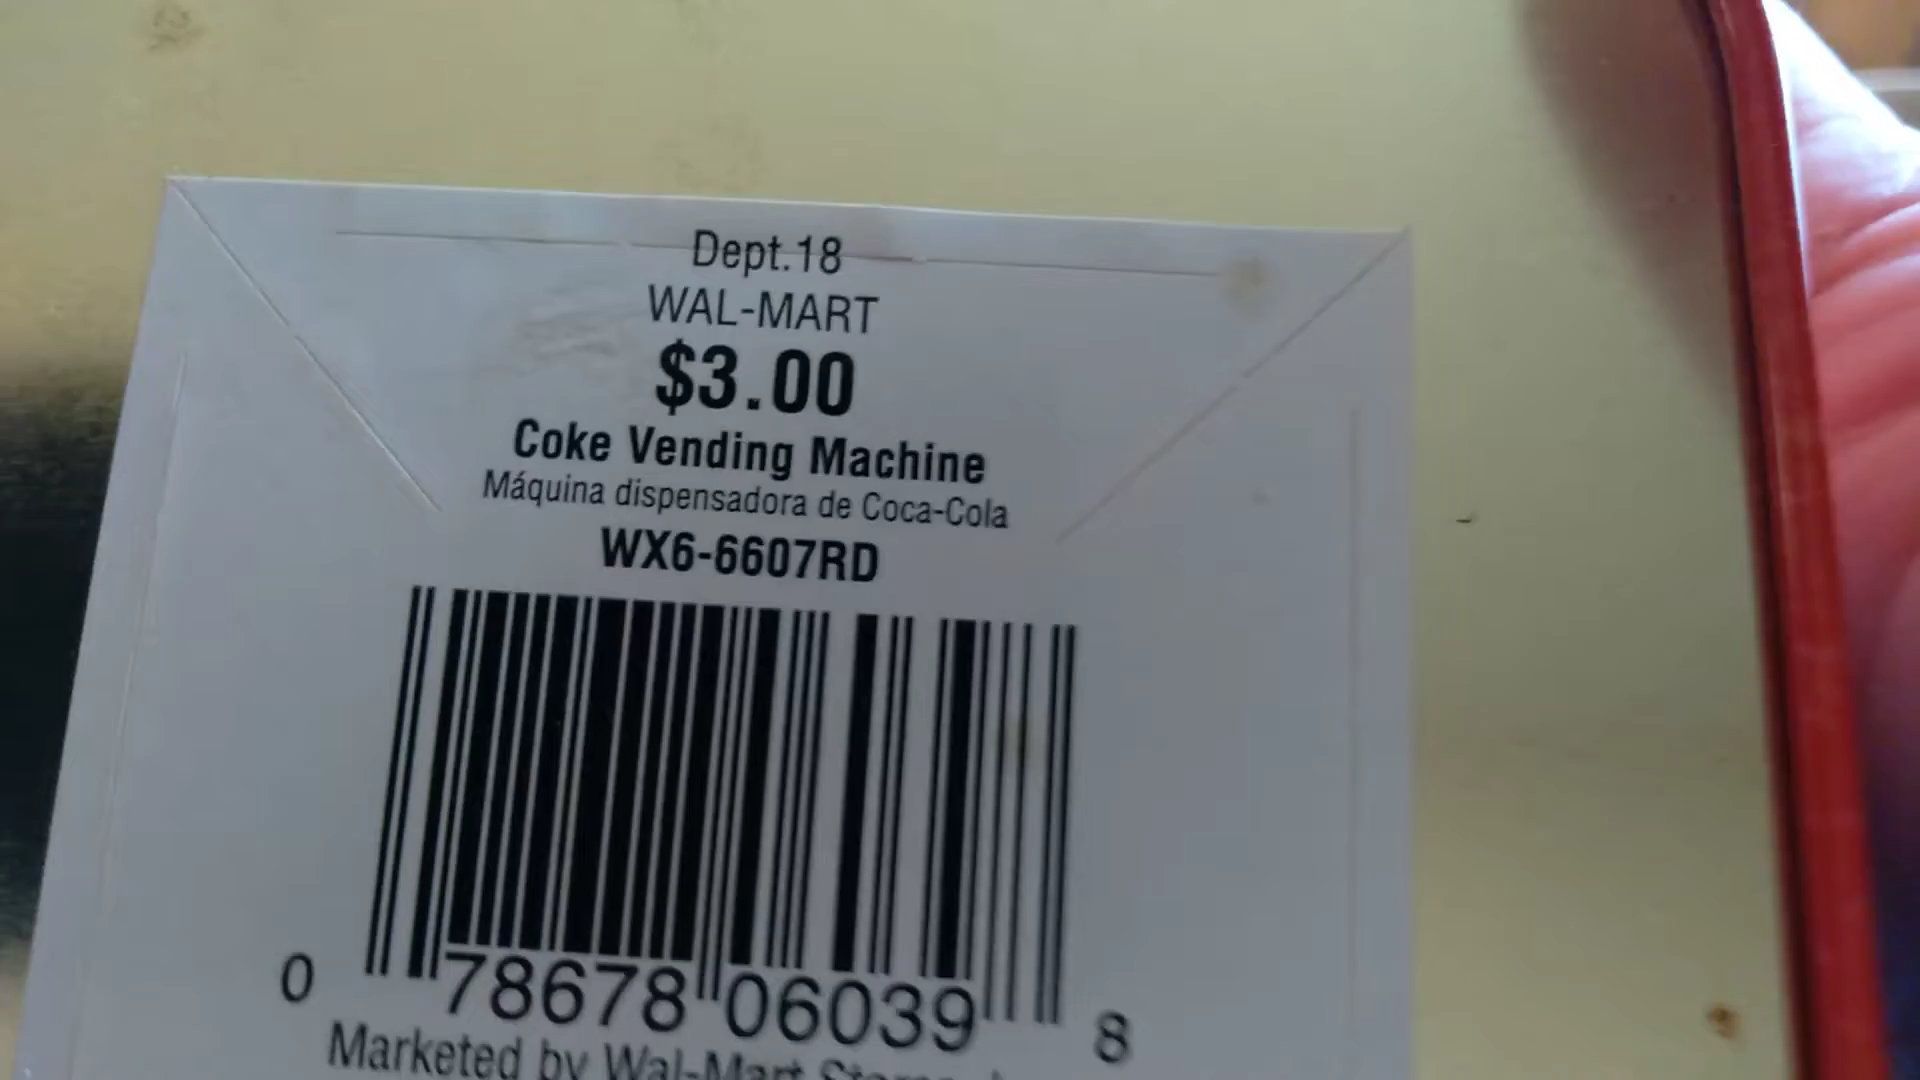 Dept.18
WAL-MART
$3.00
Coke Vending Machine
Máquina dispensadora de Coca-Cola
WX6-6607RD
0 78678 06039 8
Marketed by Wal-Mart Stores